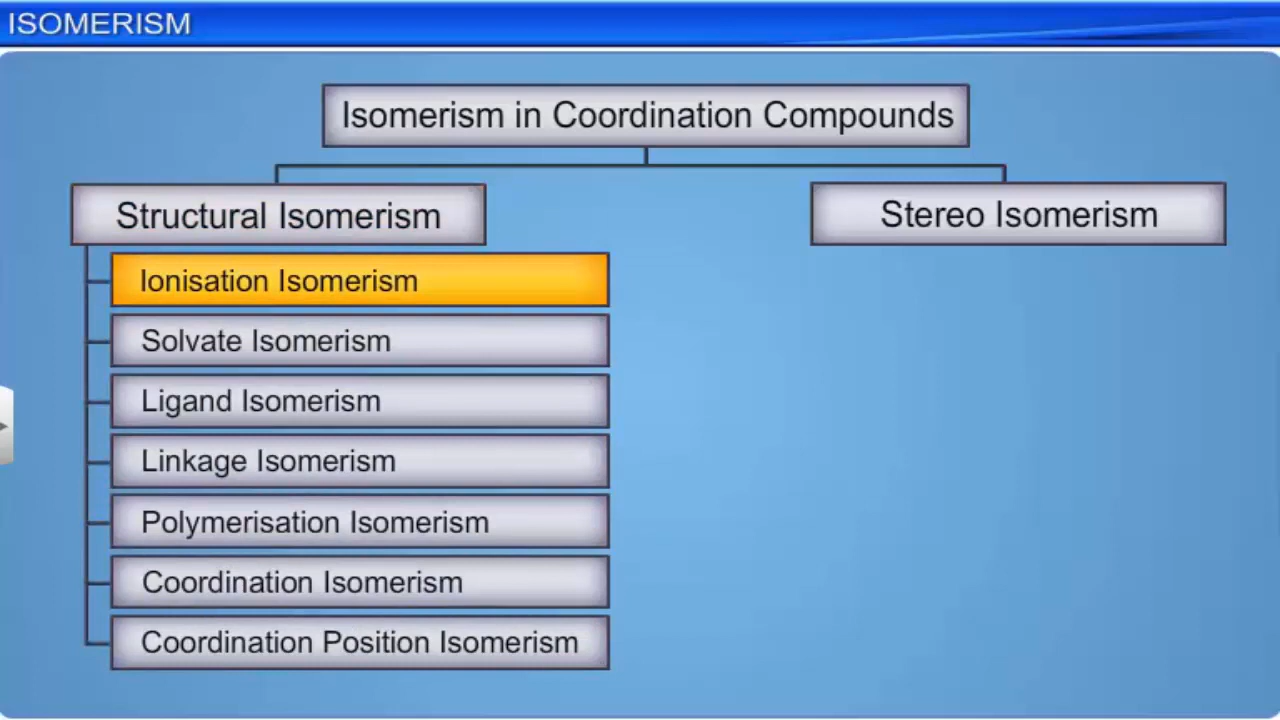 ISOMERISM
Isomerism in Coordination Compounds
Structural Isomerism
Stereo Isomerism
Ionisation Isomerism
Solvate Isomerism
Ligand Isomerism
Linkage Isomerism
Polymerisation Isomerism
Coordination Isomerism
Coordination Position Isomerism